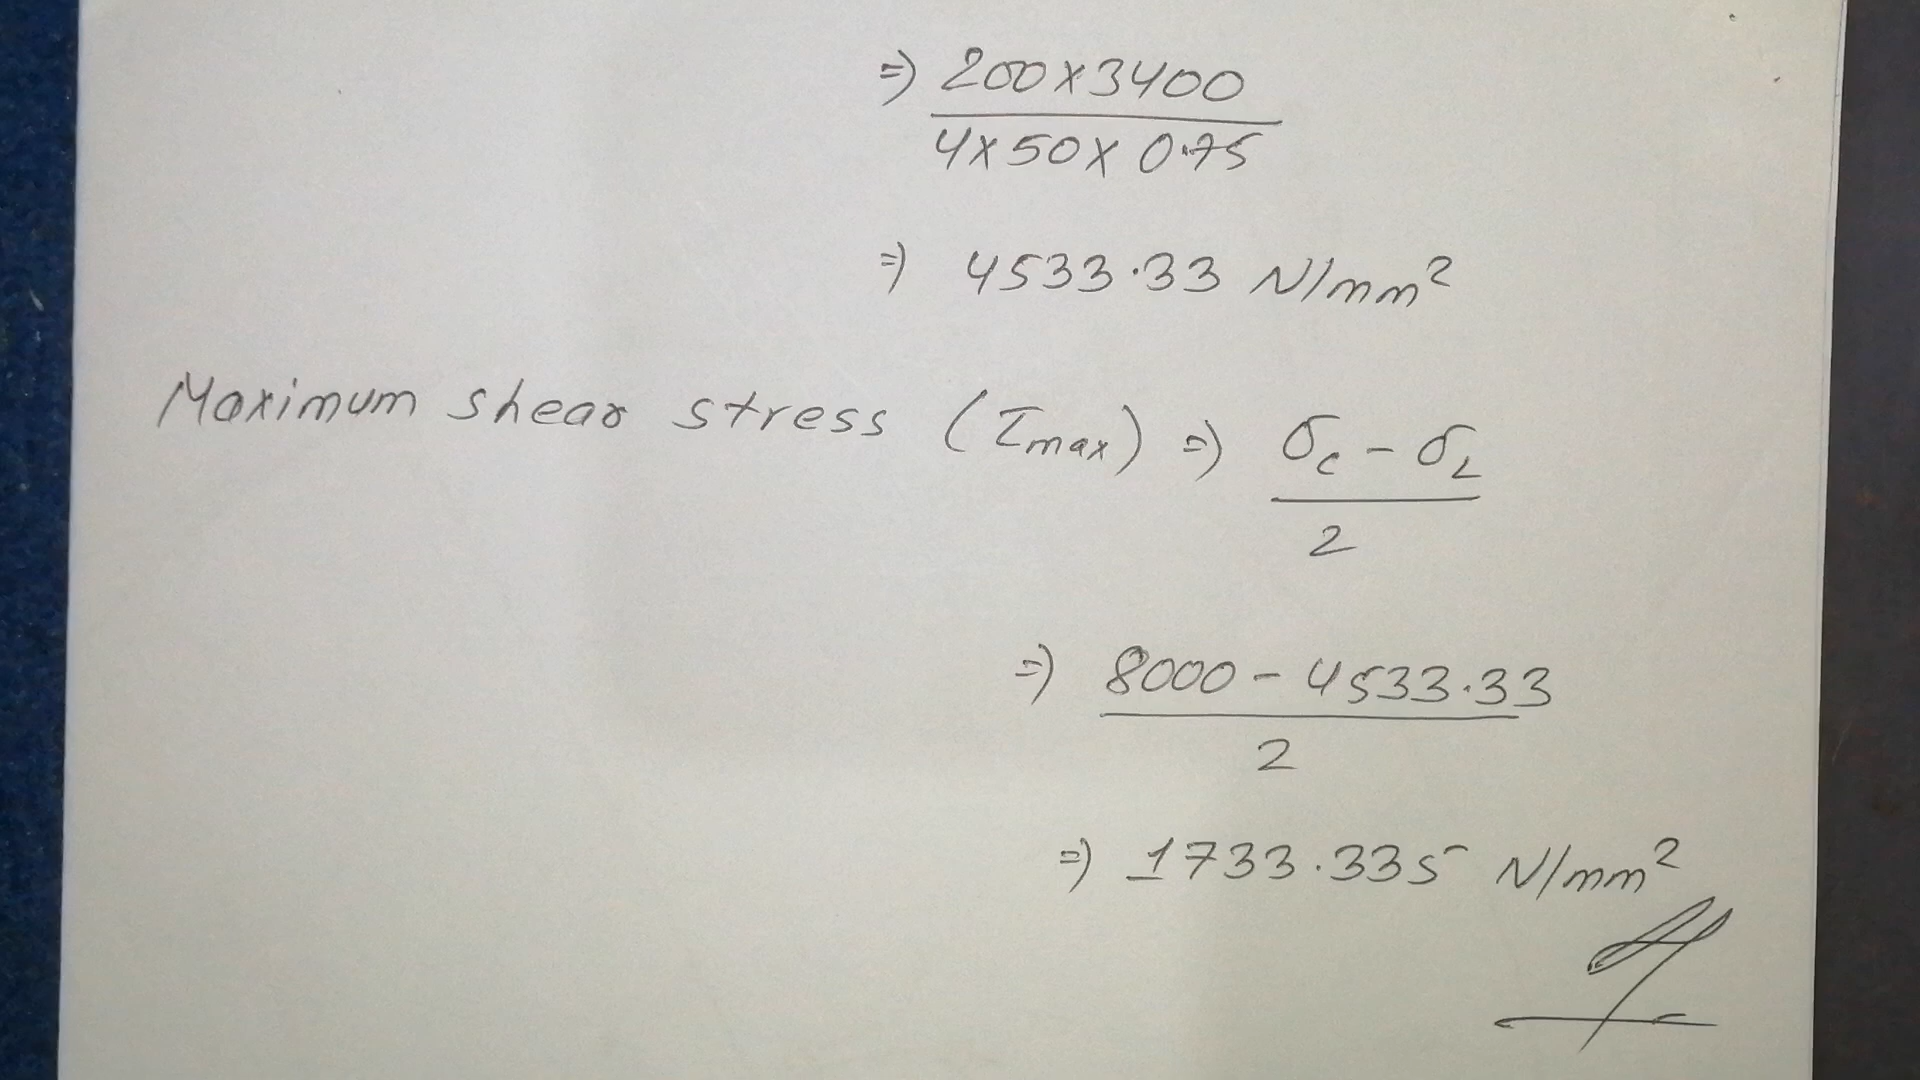 ⇒ 200×3400
4×50×0.75
⇒ 4533.33 N/mm²
Maximum shear stress (τmax) ⇒ σc - σL
2
⇒ 8000 - 4533.33
2
⇒ 1733.335 N/mm²